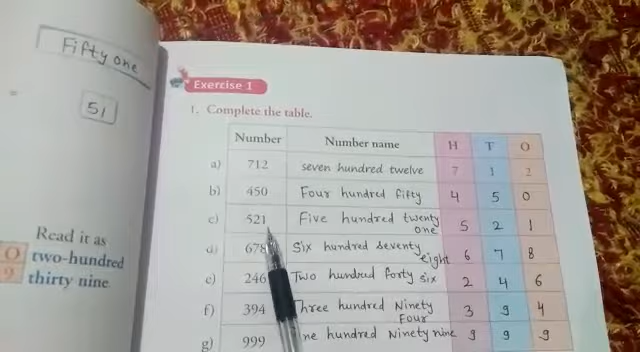 Fifty one
=
51
Read it as
0 two-hundred
9 thirty nine
Exercise 1
1. Complete the table.
Number Number name H T O
a) 712 seven hundred twelve 7 1 2
b) 450 Four hundred fifty 4 5 0
c) 521 Five hundred twenty one 5 2 1
d) 678 Six hundred seventy eight 6 7 8
e) 246 Two hundred forty six 2 4 6
f) 394 Three hundred Ninety Four 3 9 4
g) 999 ne hundred Ninety nine 9 9 9